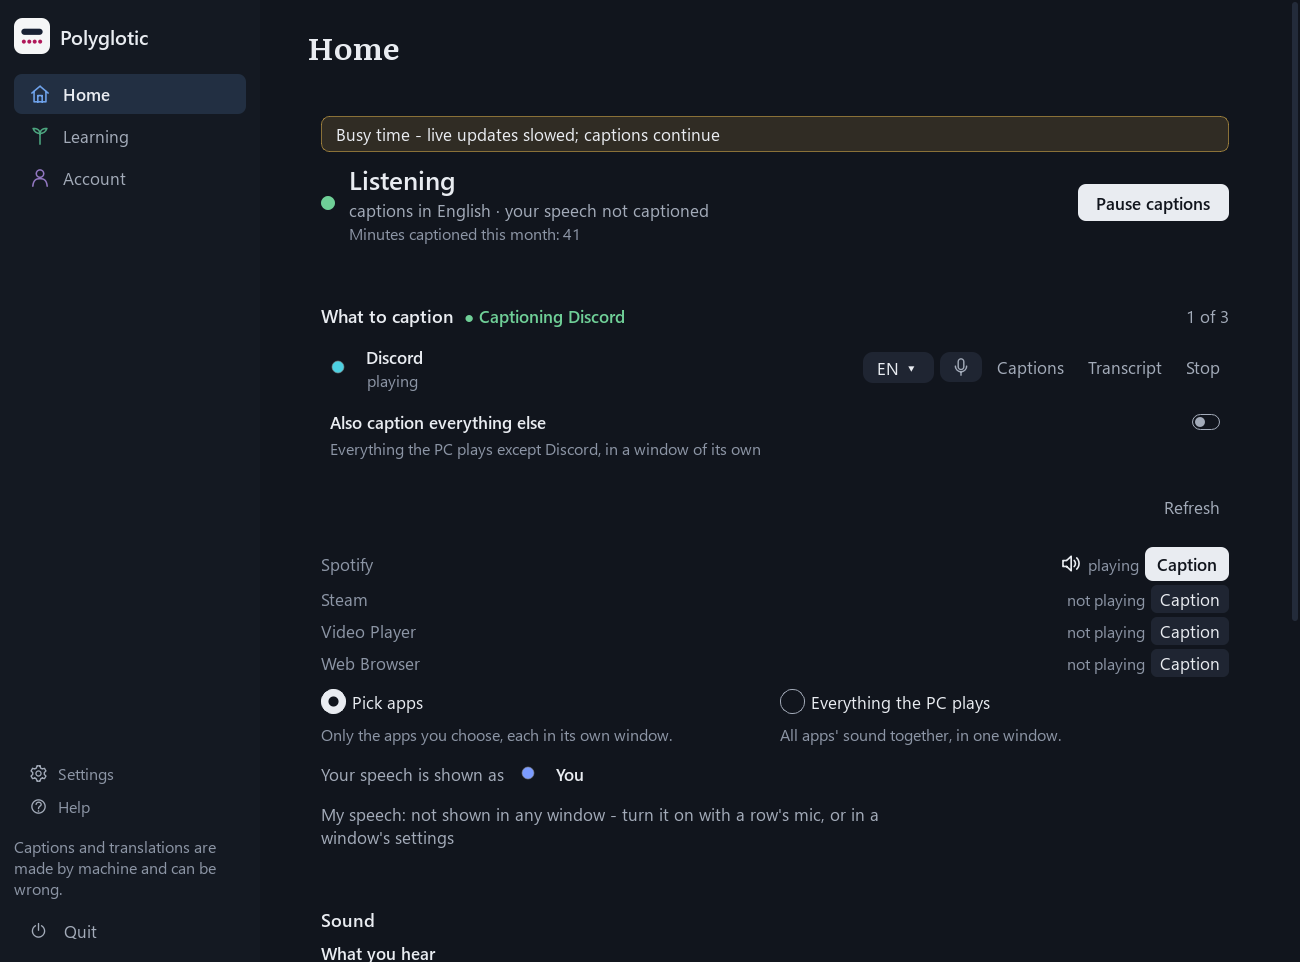 Polyglotic
Home
Learning
Account
Settings
Help
Captions and translations are
made by machine and can be
wrong.
Quit
Home
Busy time - live updates slowed; captions continue
Listening
captions in English · your speech not captioned
Minutes captioned this month: 41
Pause captions
What to caption ● Captioning Discord 1 of 3
Discord
playing
EN ▾ Captions Transcript Stop
Also caption everything else
Everything the PC plays except Discord, in a window of its own
Refresh
Spotify playing Caption
Steam not playing Caption
Video Player not playing Caption
Web Browser not playing Caption
Pick apps
Only the apps you choose, each in its own window.
Everything the PC plays
All apps' sound together, in one window.
Your speech is shown as You
My speech: not shown in any window - turn it on with a row's mic, or in a
window's settings
Sound
What you hear